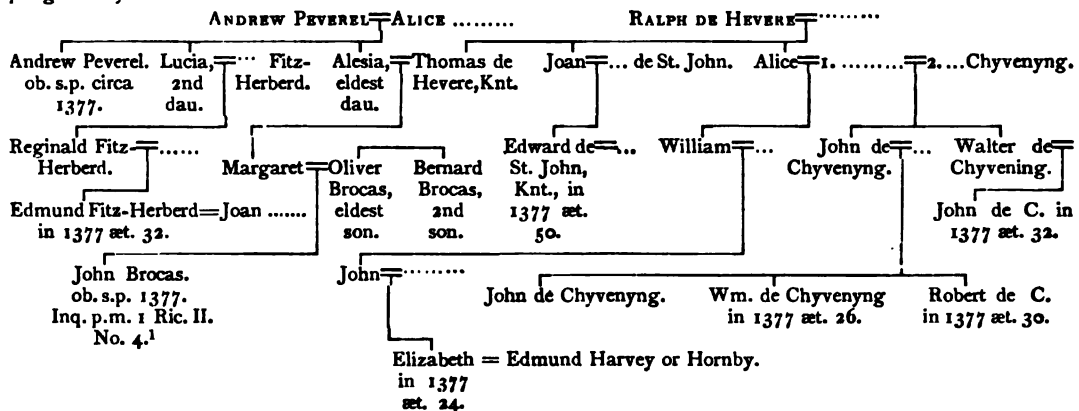 Andrew Peverel = Alice ......... Ralph de Hevere = .........
Andrew Peverel. Lucia, = ... Fitz- Alesia, = Thomas de Joan = ... de St. John. Alice = 1. ......... = 2. ...Chyvenyng.
ob. s.p. circa 2nd Herberd. eldest Hevere, Knt.
1377. dau. dau.
Reginald Fitz- = ...... Edward de = ... William = ... John de = ... Walter de =
Herberd. Margaret = Oliver Bernard St. John, Chyvenyng. Chyvening.
Brocas, Brocas, Knt., in
Edmund Fitz-Herberd = Joan ....... eldest 2nd 1377 æt. John de C. in
in 1377 æt. 32. son. son. 50. 1377 æt. 32.
John Brocas. John = .........
ob. s.p. 1377. John de Chyvenyng. Wm. de Chyvenyng Robert de C.
Inq. p.m. 1 Ric. II. in 1377 æt. 26. in 1377 æt. 30.
No. 4.¹
Elizabeth = Edmund Harvey or Hornby.
in 1377
æt. 24.